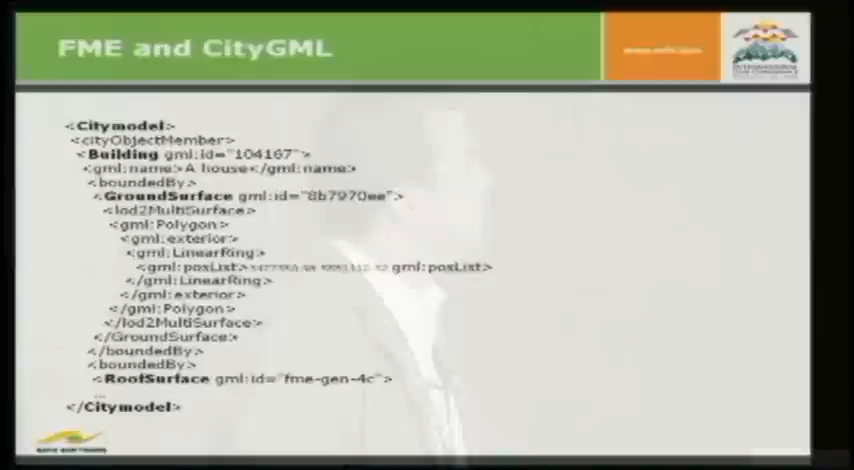 FME and CityGML
<Citymodel>
<cityObjectMember>
<Building gml:id="104167">
<gml:name>A house</gml:name>
<boundedBy>
<GroundSurface gml:id="8b7970ee">
<lod2MultiSurface>
<gml:Polygon>
<gml:exterior>
<gml:LinearRing>
<gml:posList> gml:posList>
</gml:LinearRing>
</gml:exterior>
</gml:Polygon>
</lod2MultiSurface>
</GroundSurface>
</boundedBy>
<boundedBy>
<RoofSurface gml:id="fme-gen-4c">
...
</Citymodel>